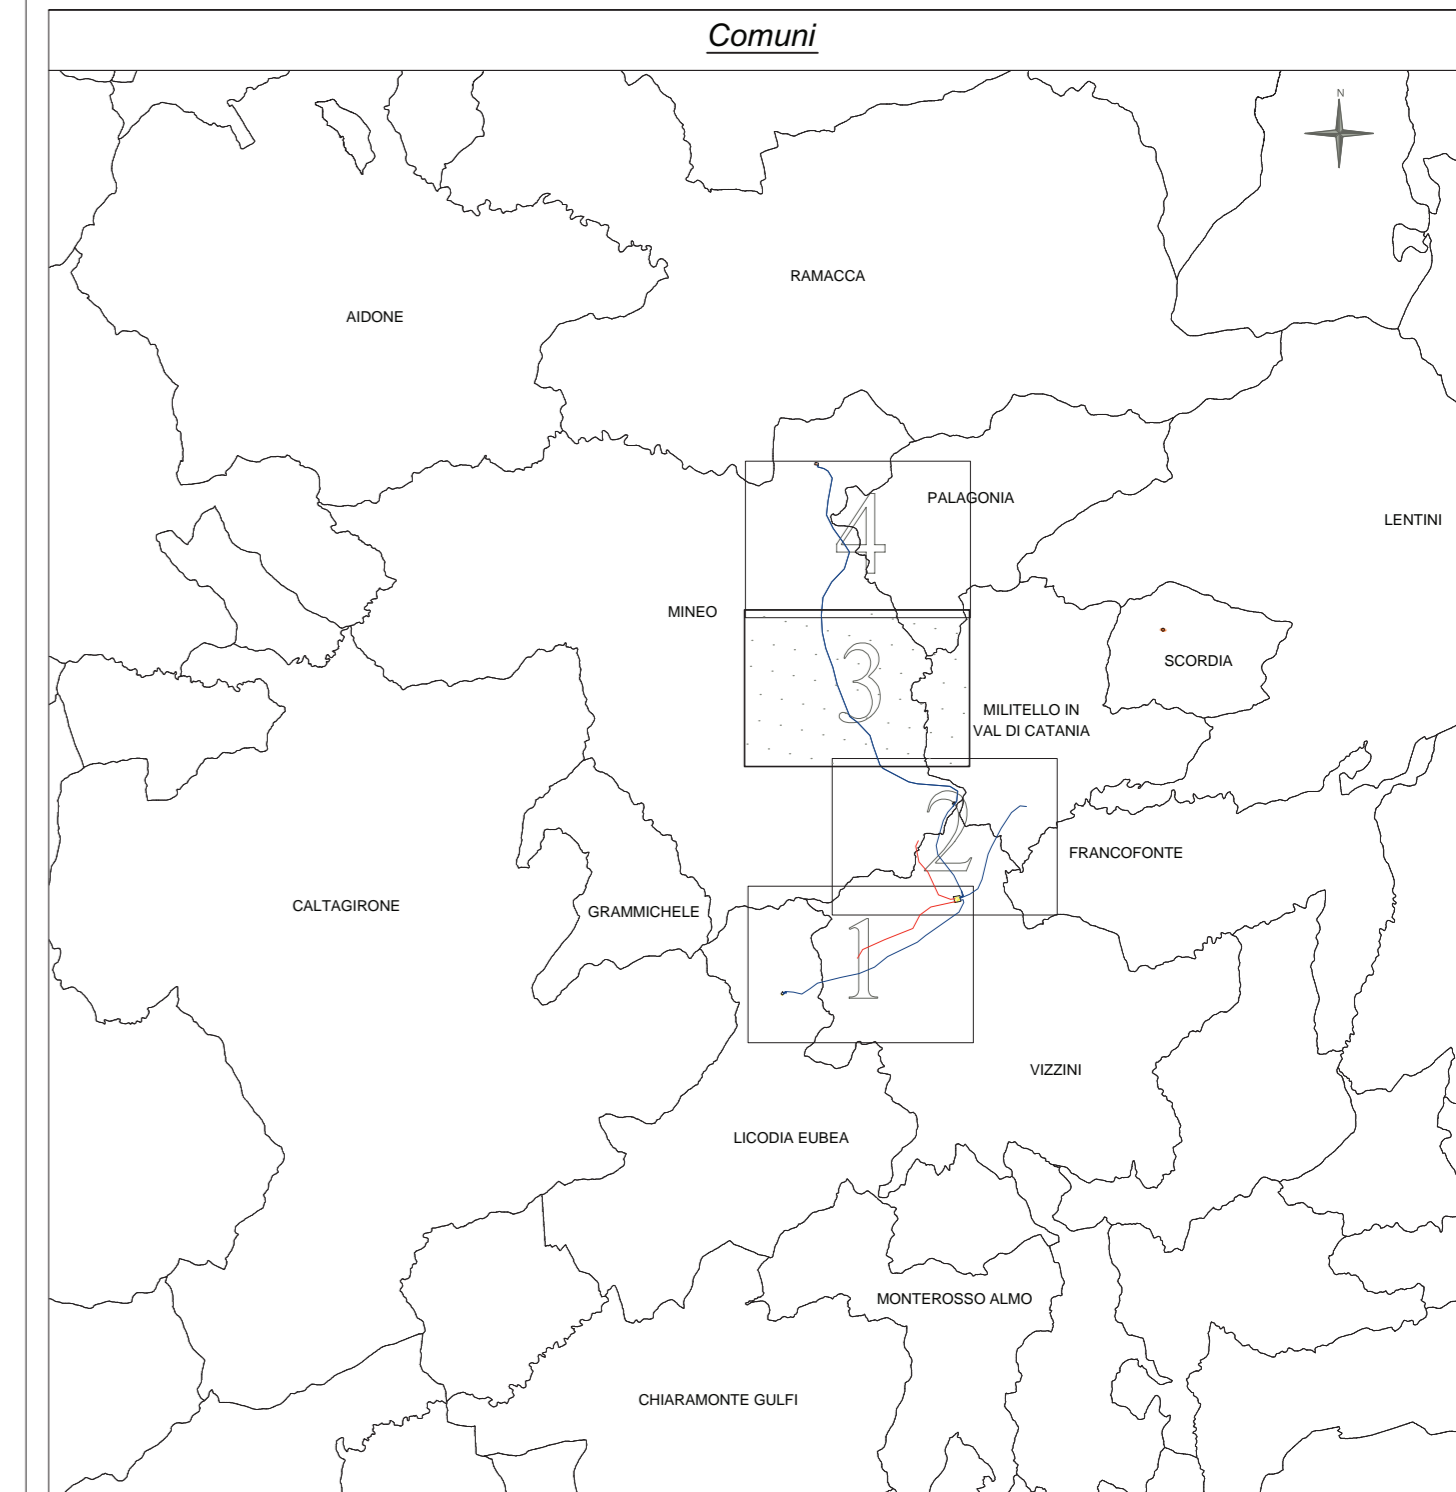 Comuni
N
RAMACCA
AIDONE
PALAGONIA
4
LENTINI
MINEO
3
SCORDIA
MILITELLO IN
VAL DI CATANIA
2
FRANCOFONTE
CALTAGIRONE
GRAMMICHELE
1
VIZZINI
LICODIA EUBEA
MONTEROSSO ALMO
CHIARAMONTE GULFI